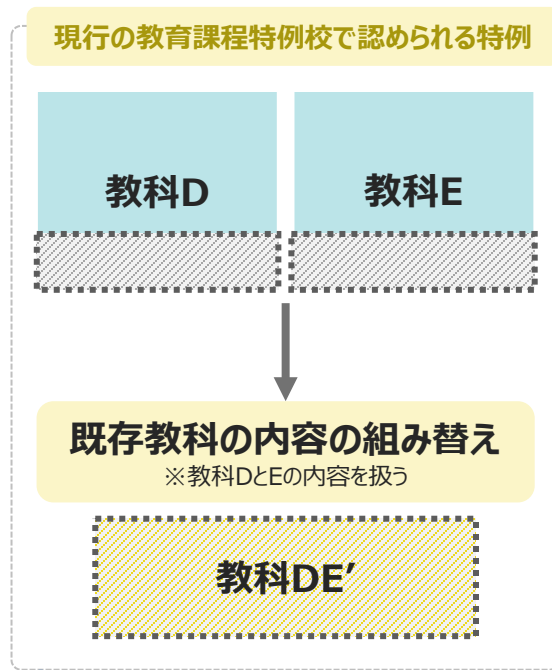 現行の教育課程特例校で認められる特例
教科D
教科E
既存教科の内容の組み替え
※教科DとEの内容を扱う
教科DE′